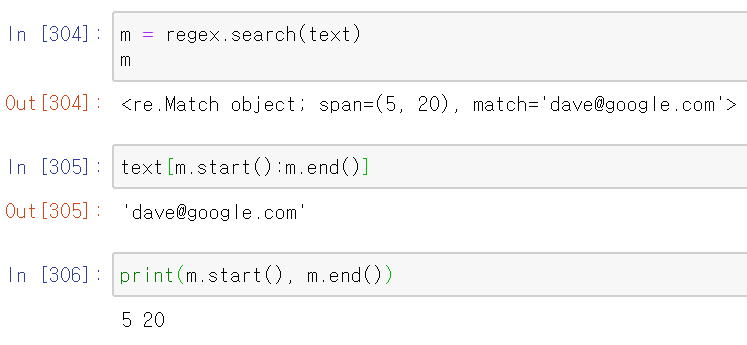 In [304]: m = regex.search(text)
m
Out[304]: <re.Match object; span=(5, 20), match='dave@google.com'>
In [305]: text[m.start():m.end()]
Out[305]: 'dave@google.com'
In [306]: print(m.start(), m.end())
5 20